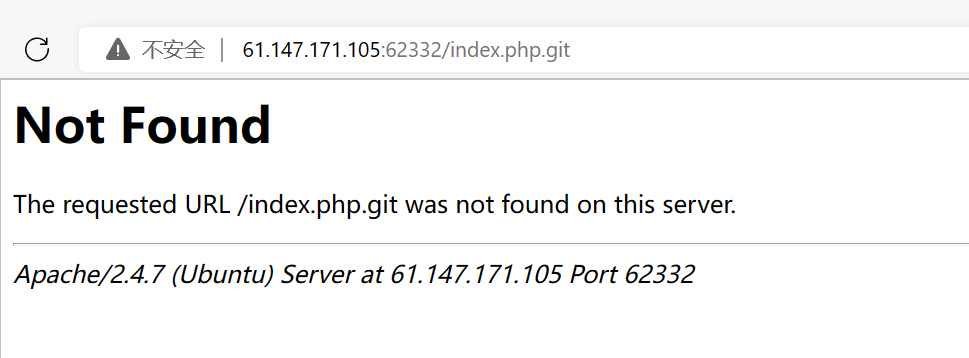 不安全 | 61.147.171.105:62332/index.php.git
Not Found
The requested URL /index.php.git was not found on this server.
Apache/2.4.7 (Ubuntu) Server at 61.147.171.105 Port 62332